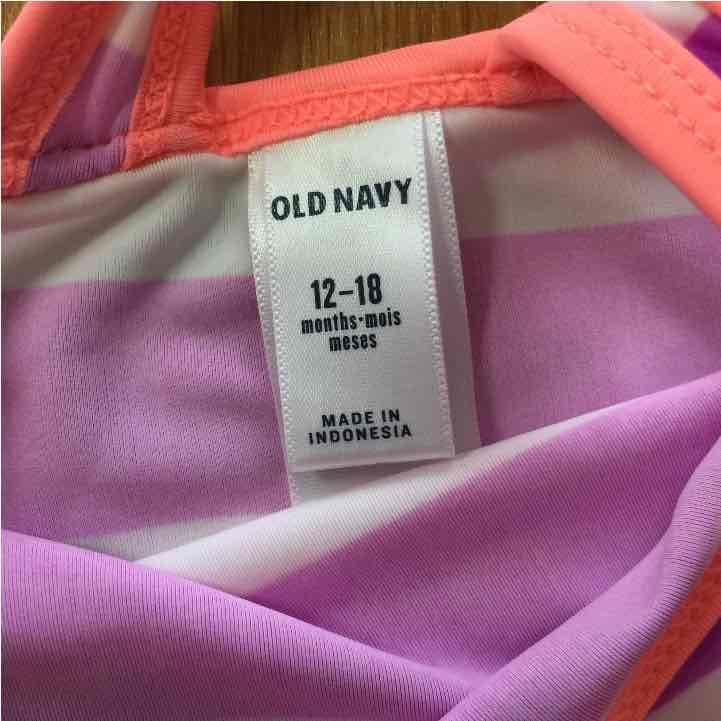 OLD NAVY
12-18
months·mois
meses
MADE IN
INDONESIA